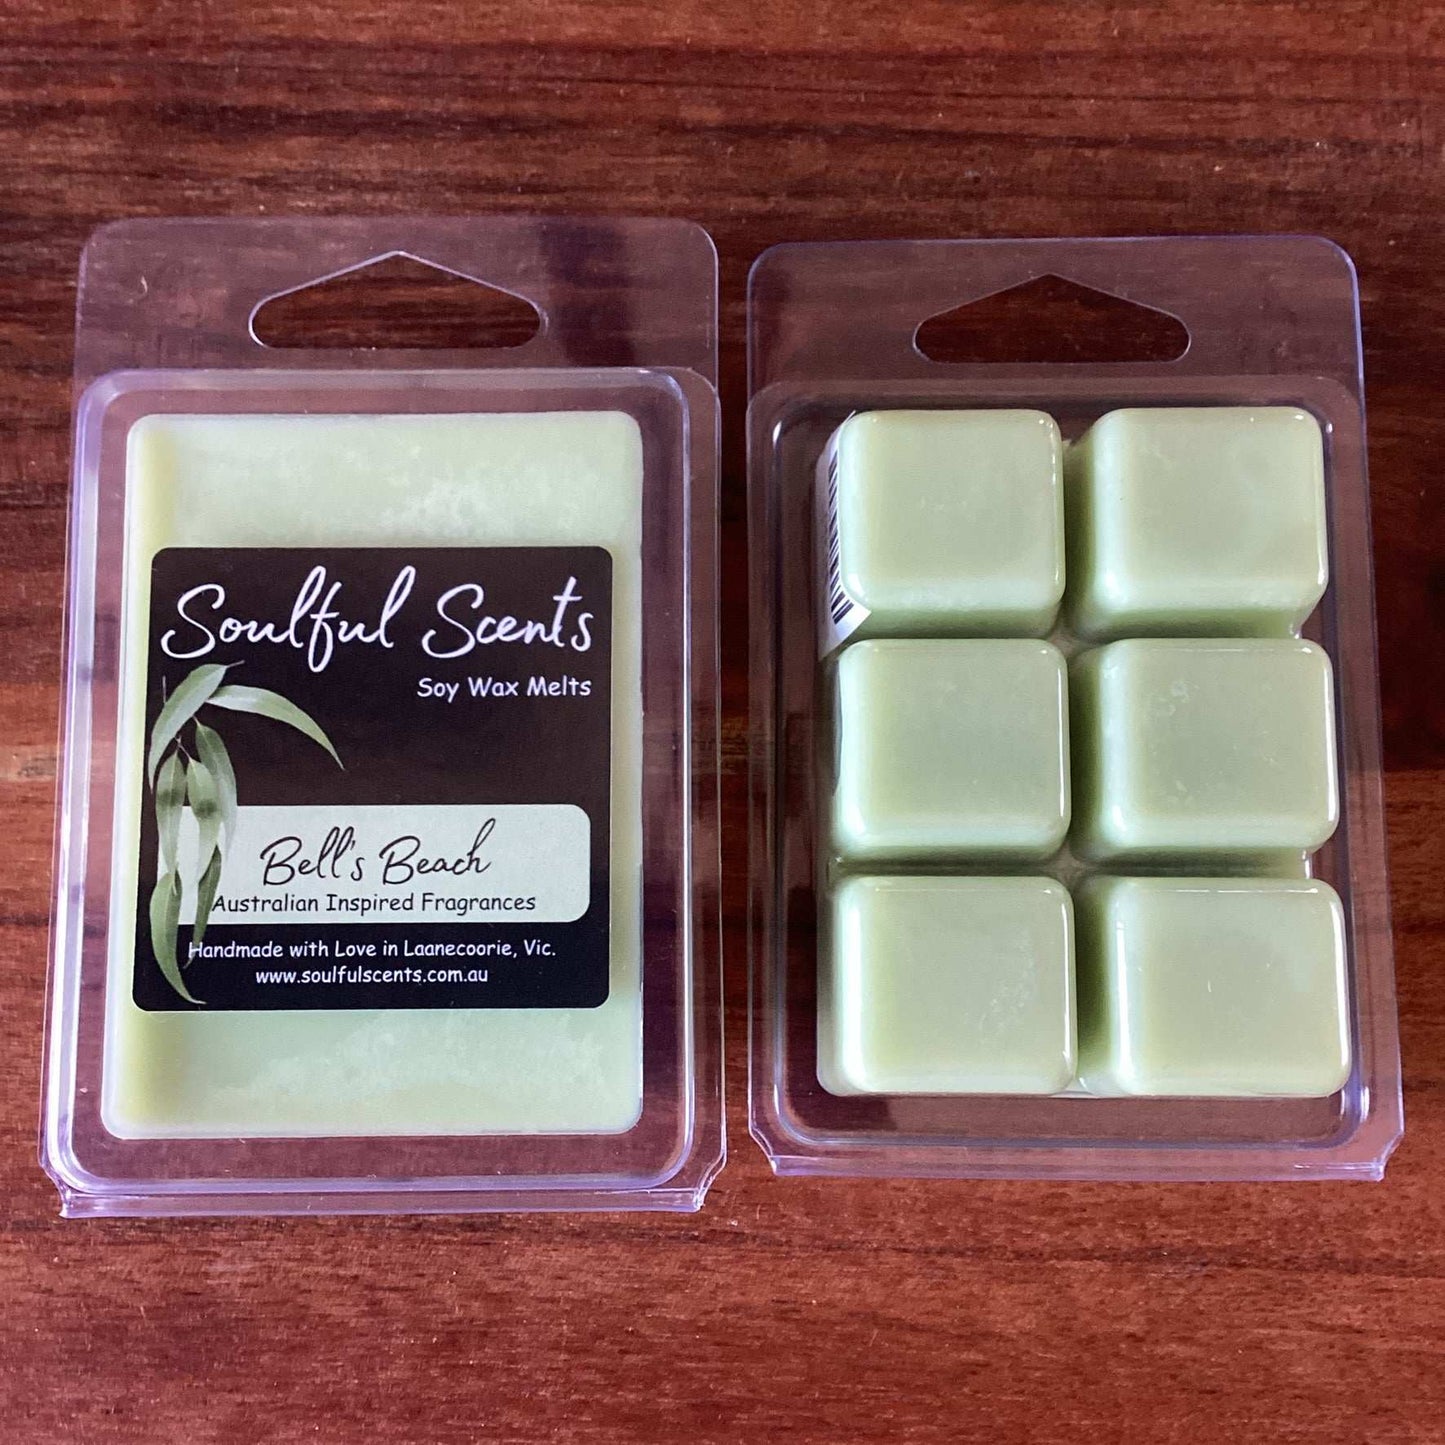 Soulful Scents
Soy Wax Melts
Bell's Beach
Australian Inspired Fragrances
Handmade with Love in Laanecoorie, Vic.
www.soulfulscents.com.au